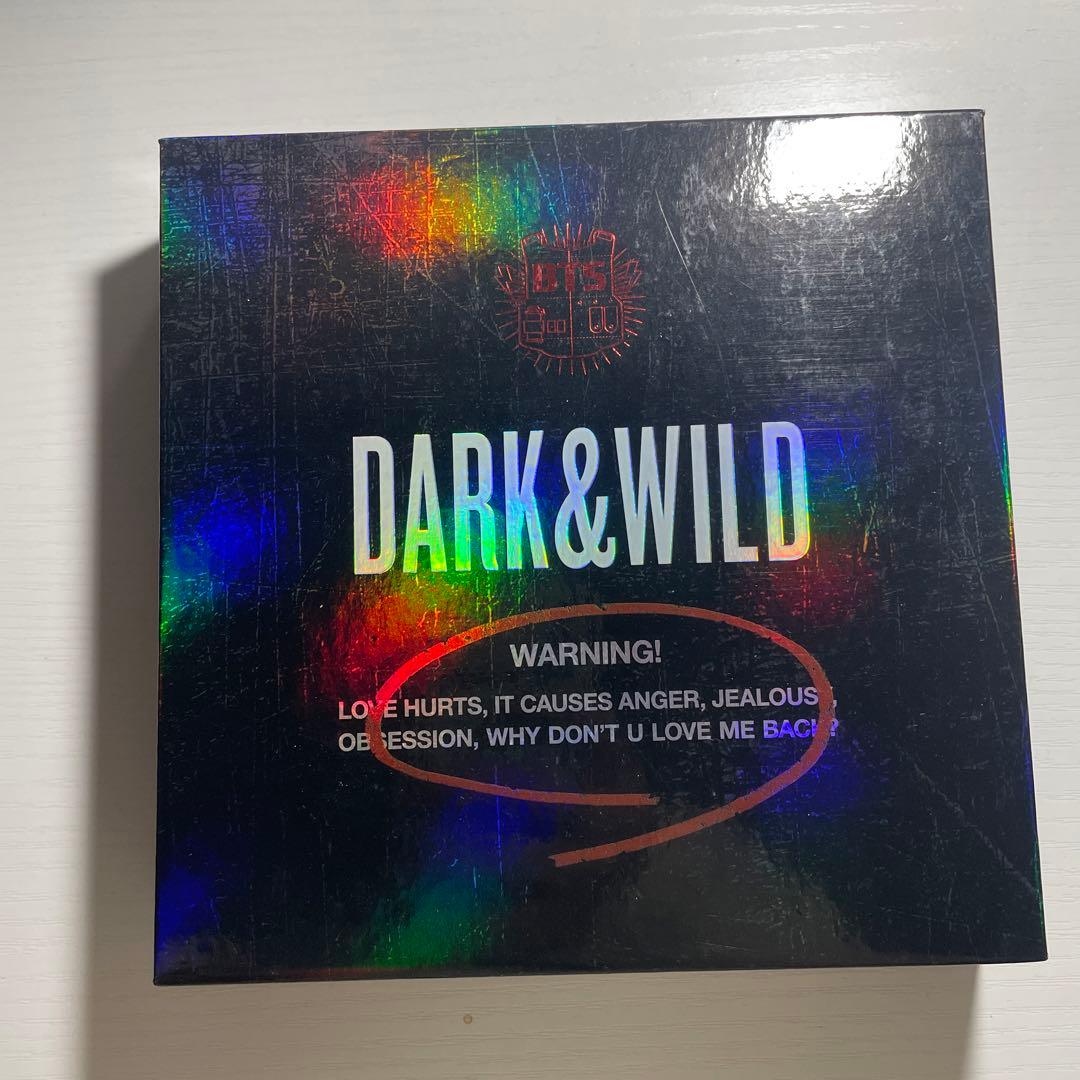 BTS
DARK&WILD
WARNING!
LOVE HURTS, IT CAUSES ANGER, JEALOUSY,
OBSESSION, WHY DON'T U LOVE ME BACK?